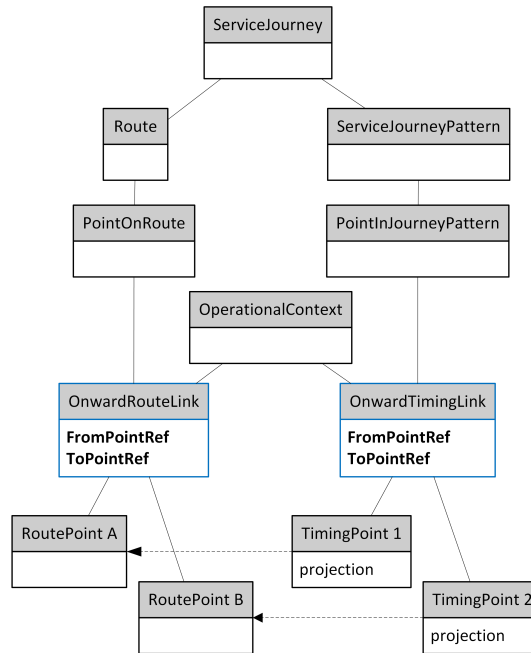 ServiceJourney
Route
ServiceJourneyPattern
PointOnRoute
PointInJourneyPattern
OperationalContext
OnwardRouteLink
FromPointRef
ToPointRef
OnwardTimingLink
FromPointRef
ToPointRef
RoutePoint A
TimingPoint 1
projection
RoutePoint B
TimingPoint 2
projection